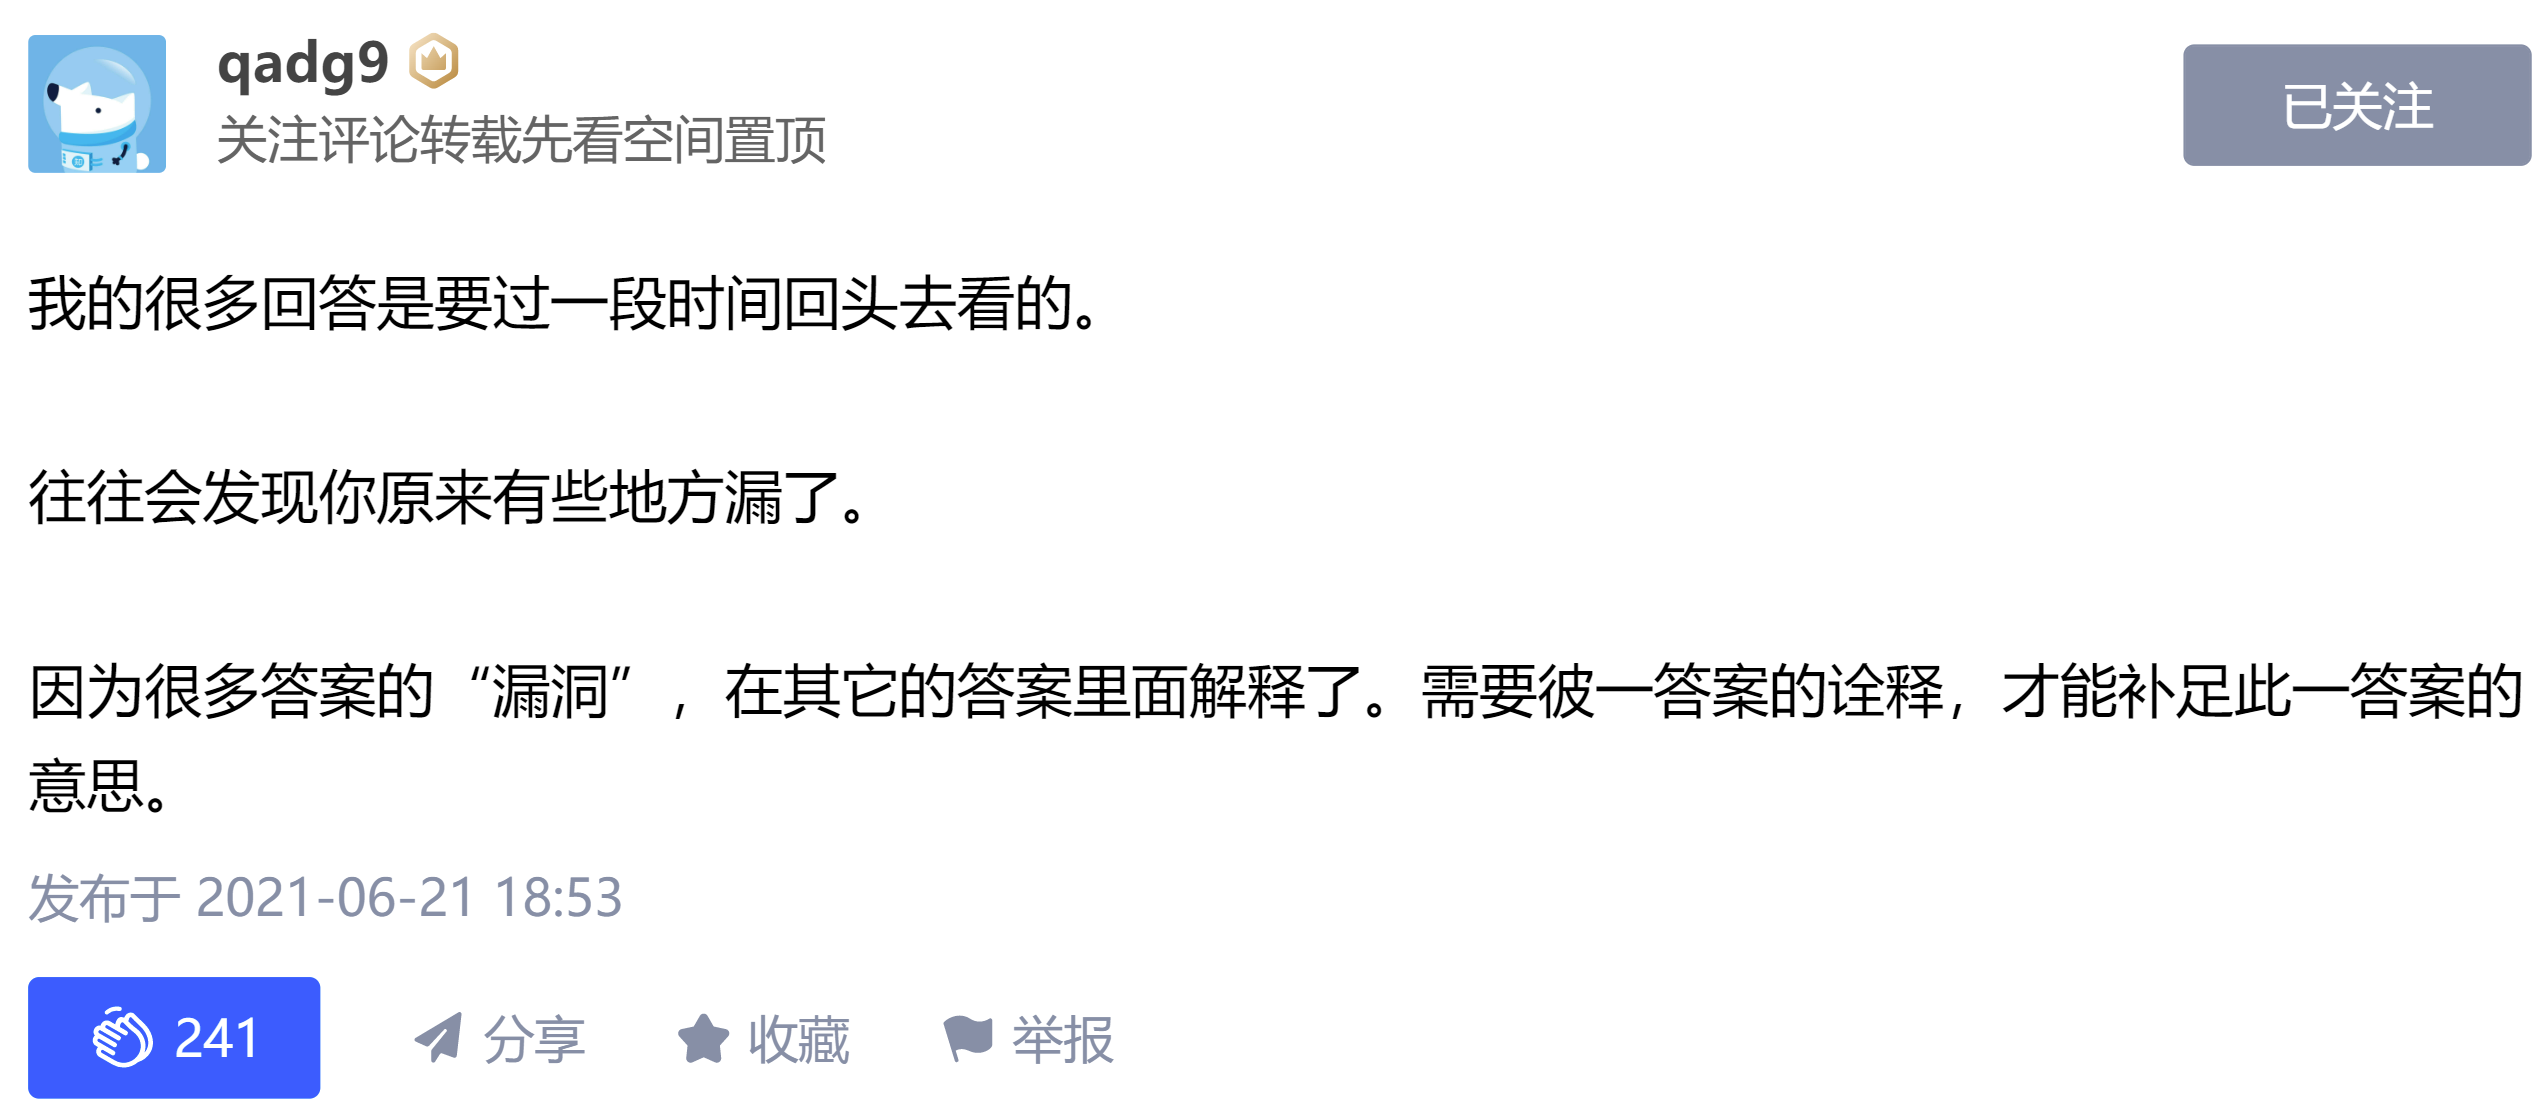 qadg9
关注评论转载先看空间置顶
已关注
我的很多回答是要过一段时间回头去看的。
往往会发现你原来有些地方漏了。
因为很多答案的“漏洞”，在其它的答案里面解释了。需要彼一答案的诠释，才能补足此一答案的
意思。
发布于 2021-06-21 18:53
241 分享 收藏 举报